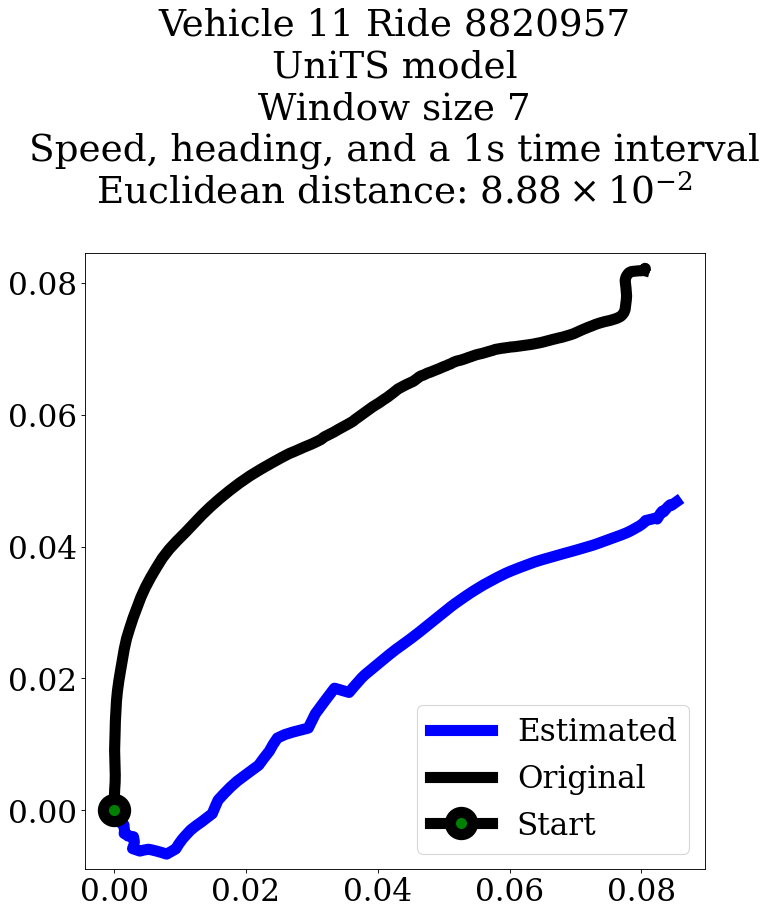 Vehicle 11 Ride 8820957
UniTS model
Window size 7
Speed, heading, and a 1s time interval
Euclidean distance: 8.88 × 10⁻²
0.08
0.06
0.04
0.02
0.00
Estimated
Original
Start
0.00 0.02 0.04 0.06 0.08